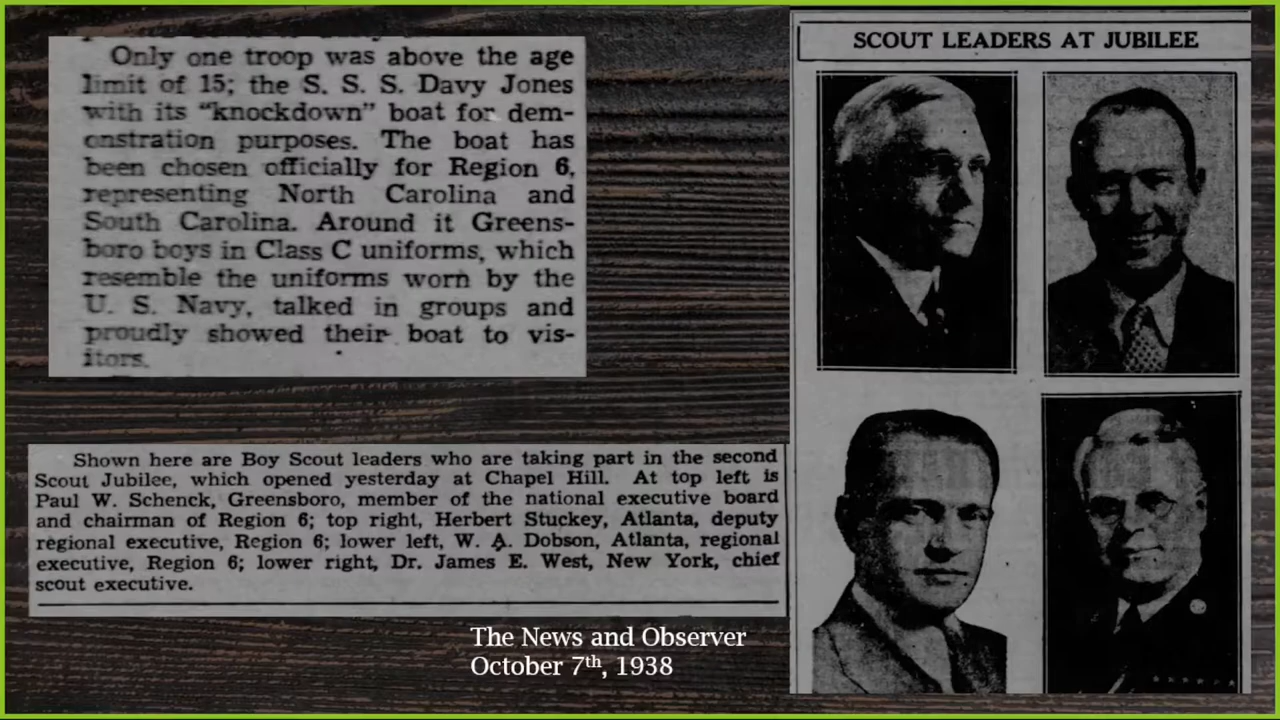 Only one troop was above the age
limit of 15; the S. S. S. Davy Jones
with its “knockdown” boat for dem-
onstration purposes. The boat has
been chosen officially for Region 6,
representing North Carolina and
South Carolina. Around it Greens-
boro boys in Class C uniforms, which
resemble the uniforms worn by the
U. S. Navy, talked in groups and
proudly showed their boat to vis-
itors.
SCOUT LEADERS AT JUBILEE
Shown here are Boy Scout leaders who are taking part in the second
Scout Jubilee, which opened yesterday at Chapel Hill. At top left is
Paul W. Schenck, Greensboro, member of the national executive board
and chairman of Region 6; top right, Herbert Stuckey, Atlanta, deputy
regional executive, Region 6; lower left, W. A. Dobson, Atlanta, regional
executive, Region 6; lower right, Dr. James E. West, New York, chief
scout executive.
The News and Observer
October 7th, 1938